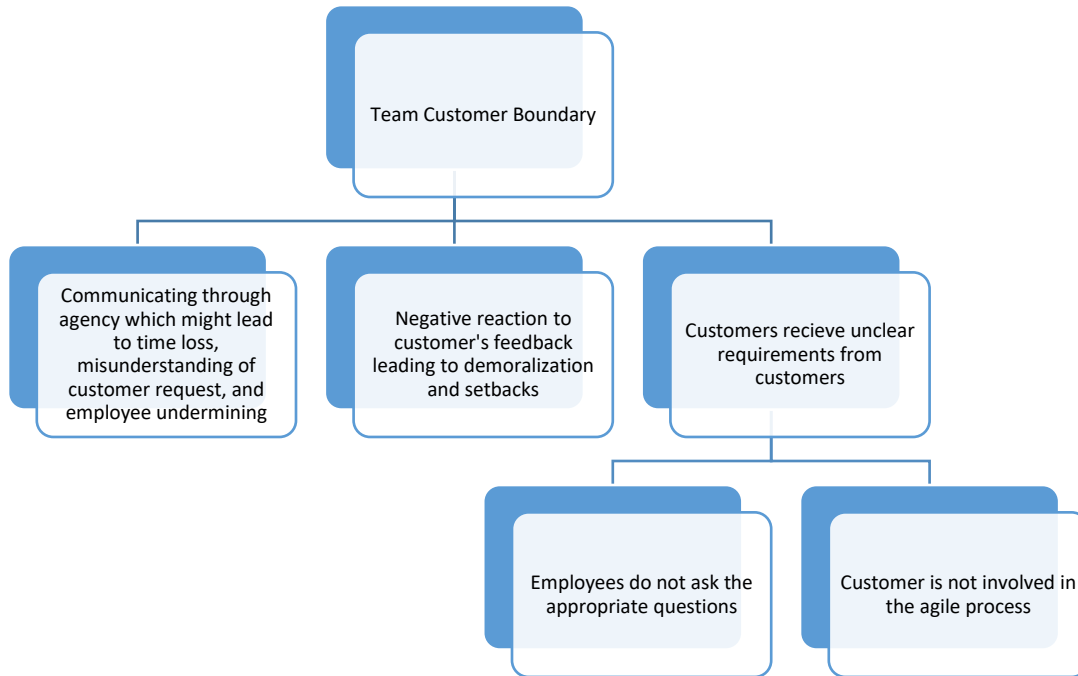 Team Customer Boundary
Communicating through
agency which might lead
to time loss,
misunderstanding of
customer request, and
employee undermining
Negative reaction to
customer's feedback
leading to demoralization
and setbacks
Customers recieve unclear
requirements from
customers
Employees do not ask the
appropriate questions
Customer is not involved in
the agile process